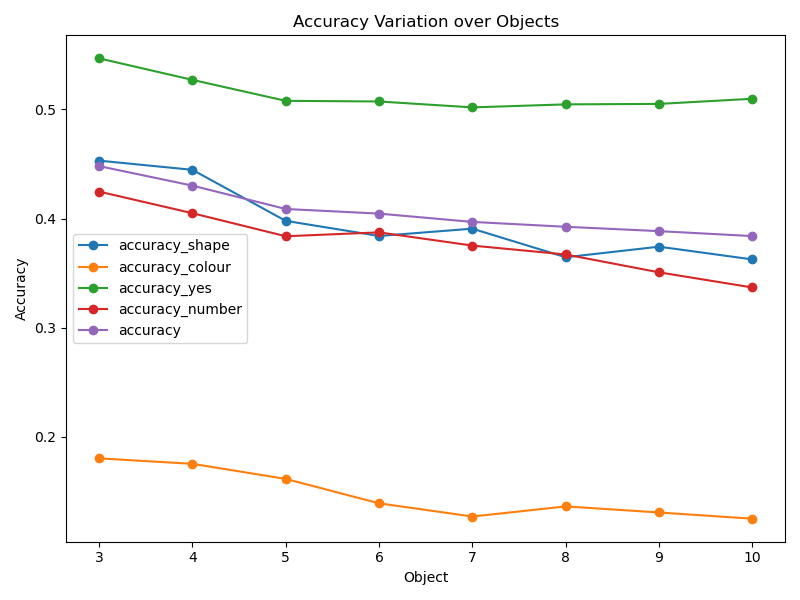 Accuracy Variation over Objects
0.5
0.4
0.3
0.2
Accuracy
accuracy_shape
accuracy_colour
accuracy_yes
accuracy_number
accuracy
3 4 5 6 7 8 9 10
Object